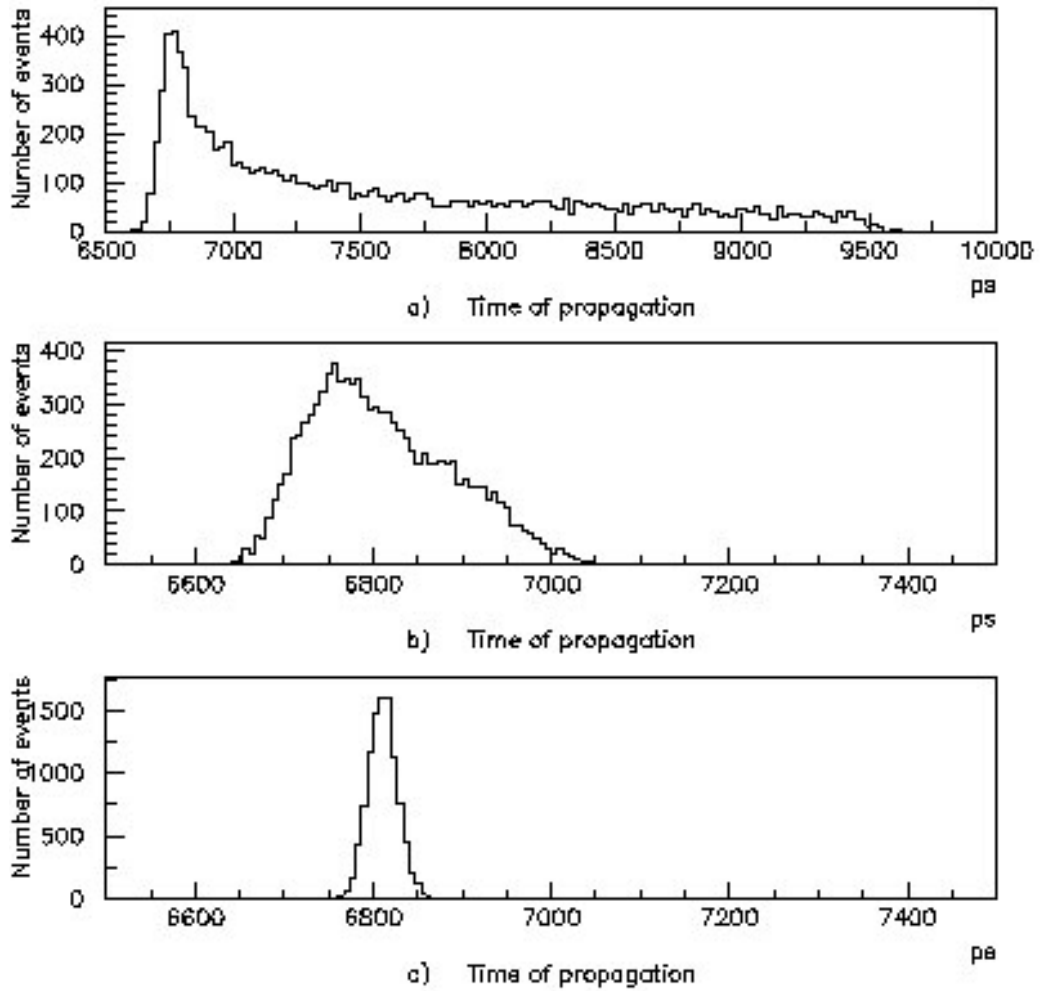 Number of events
400
300
200
100
0
6500 7000 7500 8000 8500 9000 9500 10000
ps
a) Time of propagation
Number of events
400
300
200
100
0
6600 6800 7000 7200 7400
ps
b) Time of propagation
Number of events
1500
1000
500
0
6600 6800 7000 7200 7400
ps
c) Time of propagation